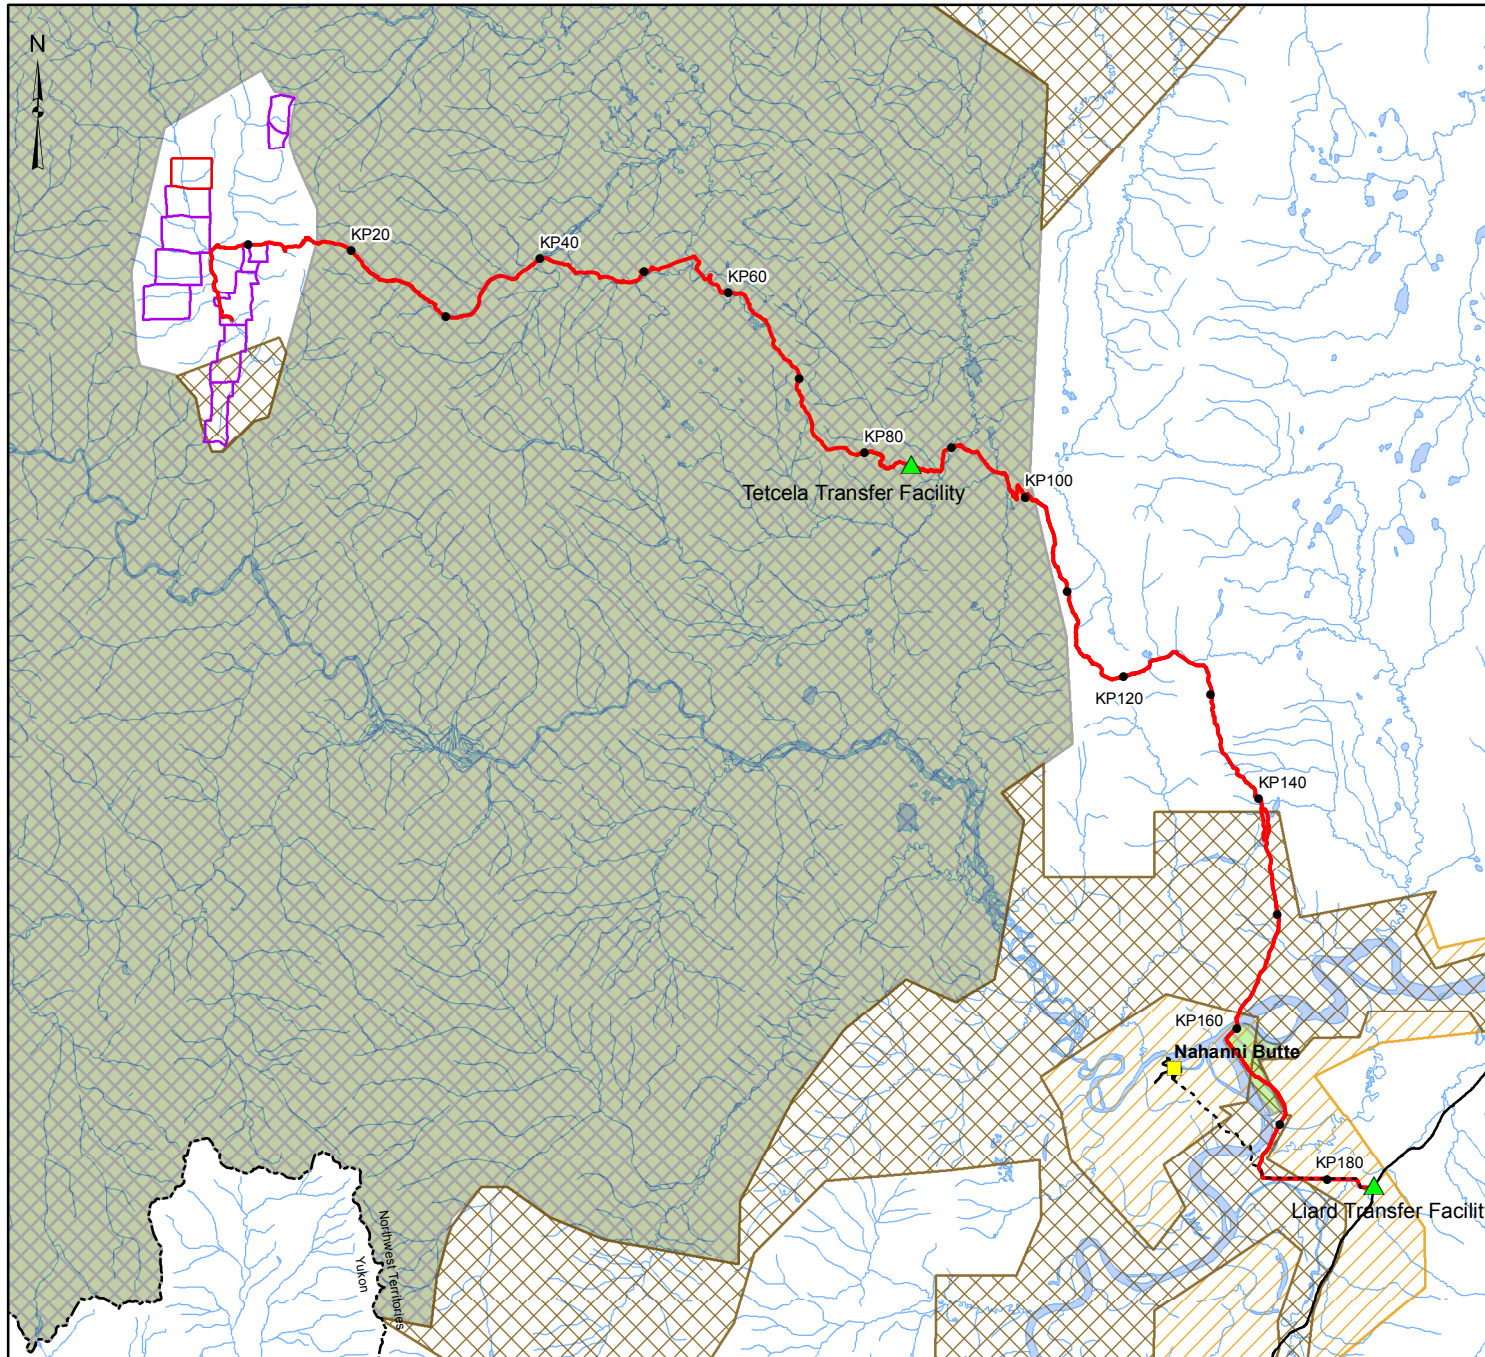 N
KP20
KP40
KP60
KP80
Tetcela Transfer Facility
KP100
KP120
KP140
KP160
Nahanni Butte
KP180
Liard Transfer Facilit
Northwest Territories
Yukon